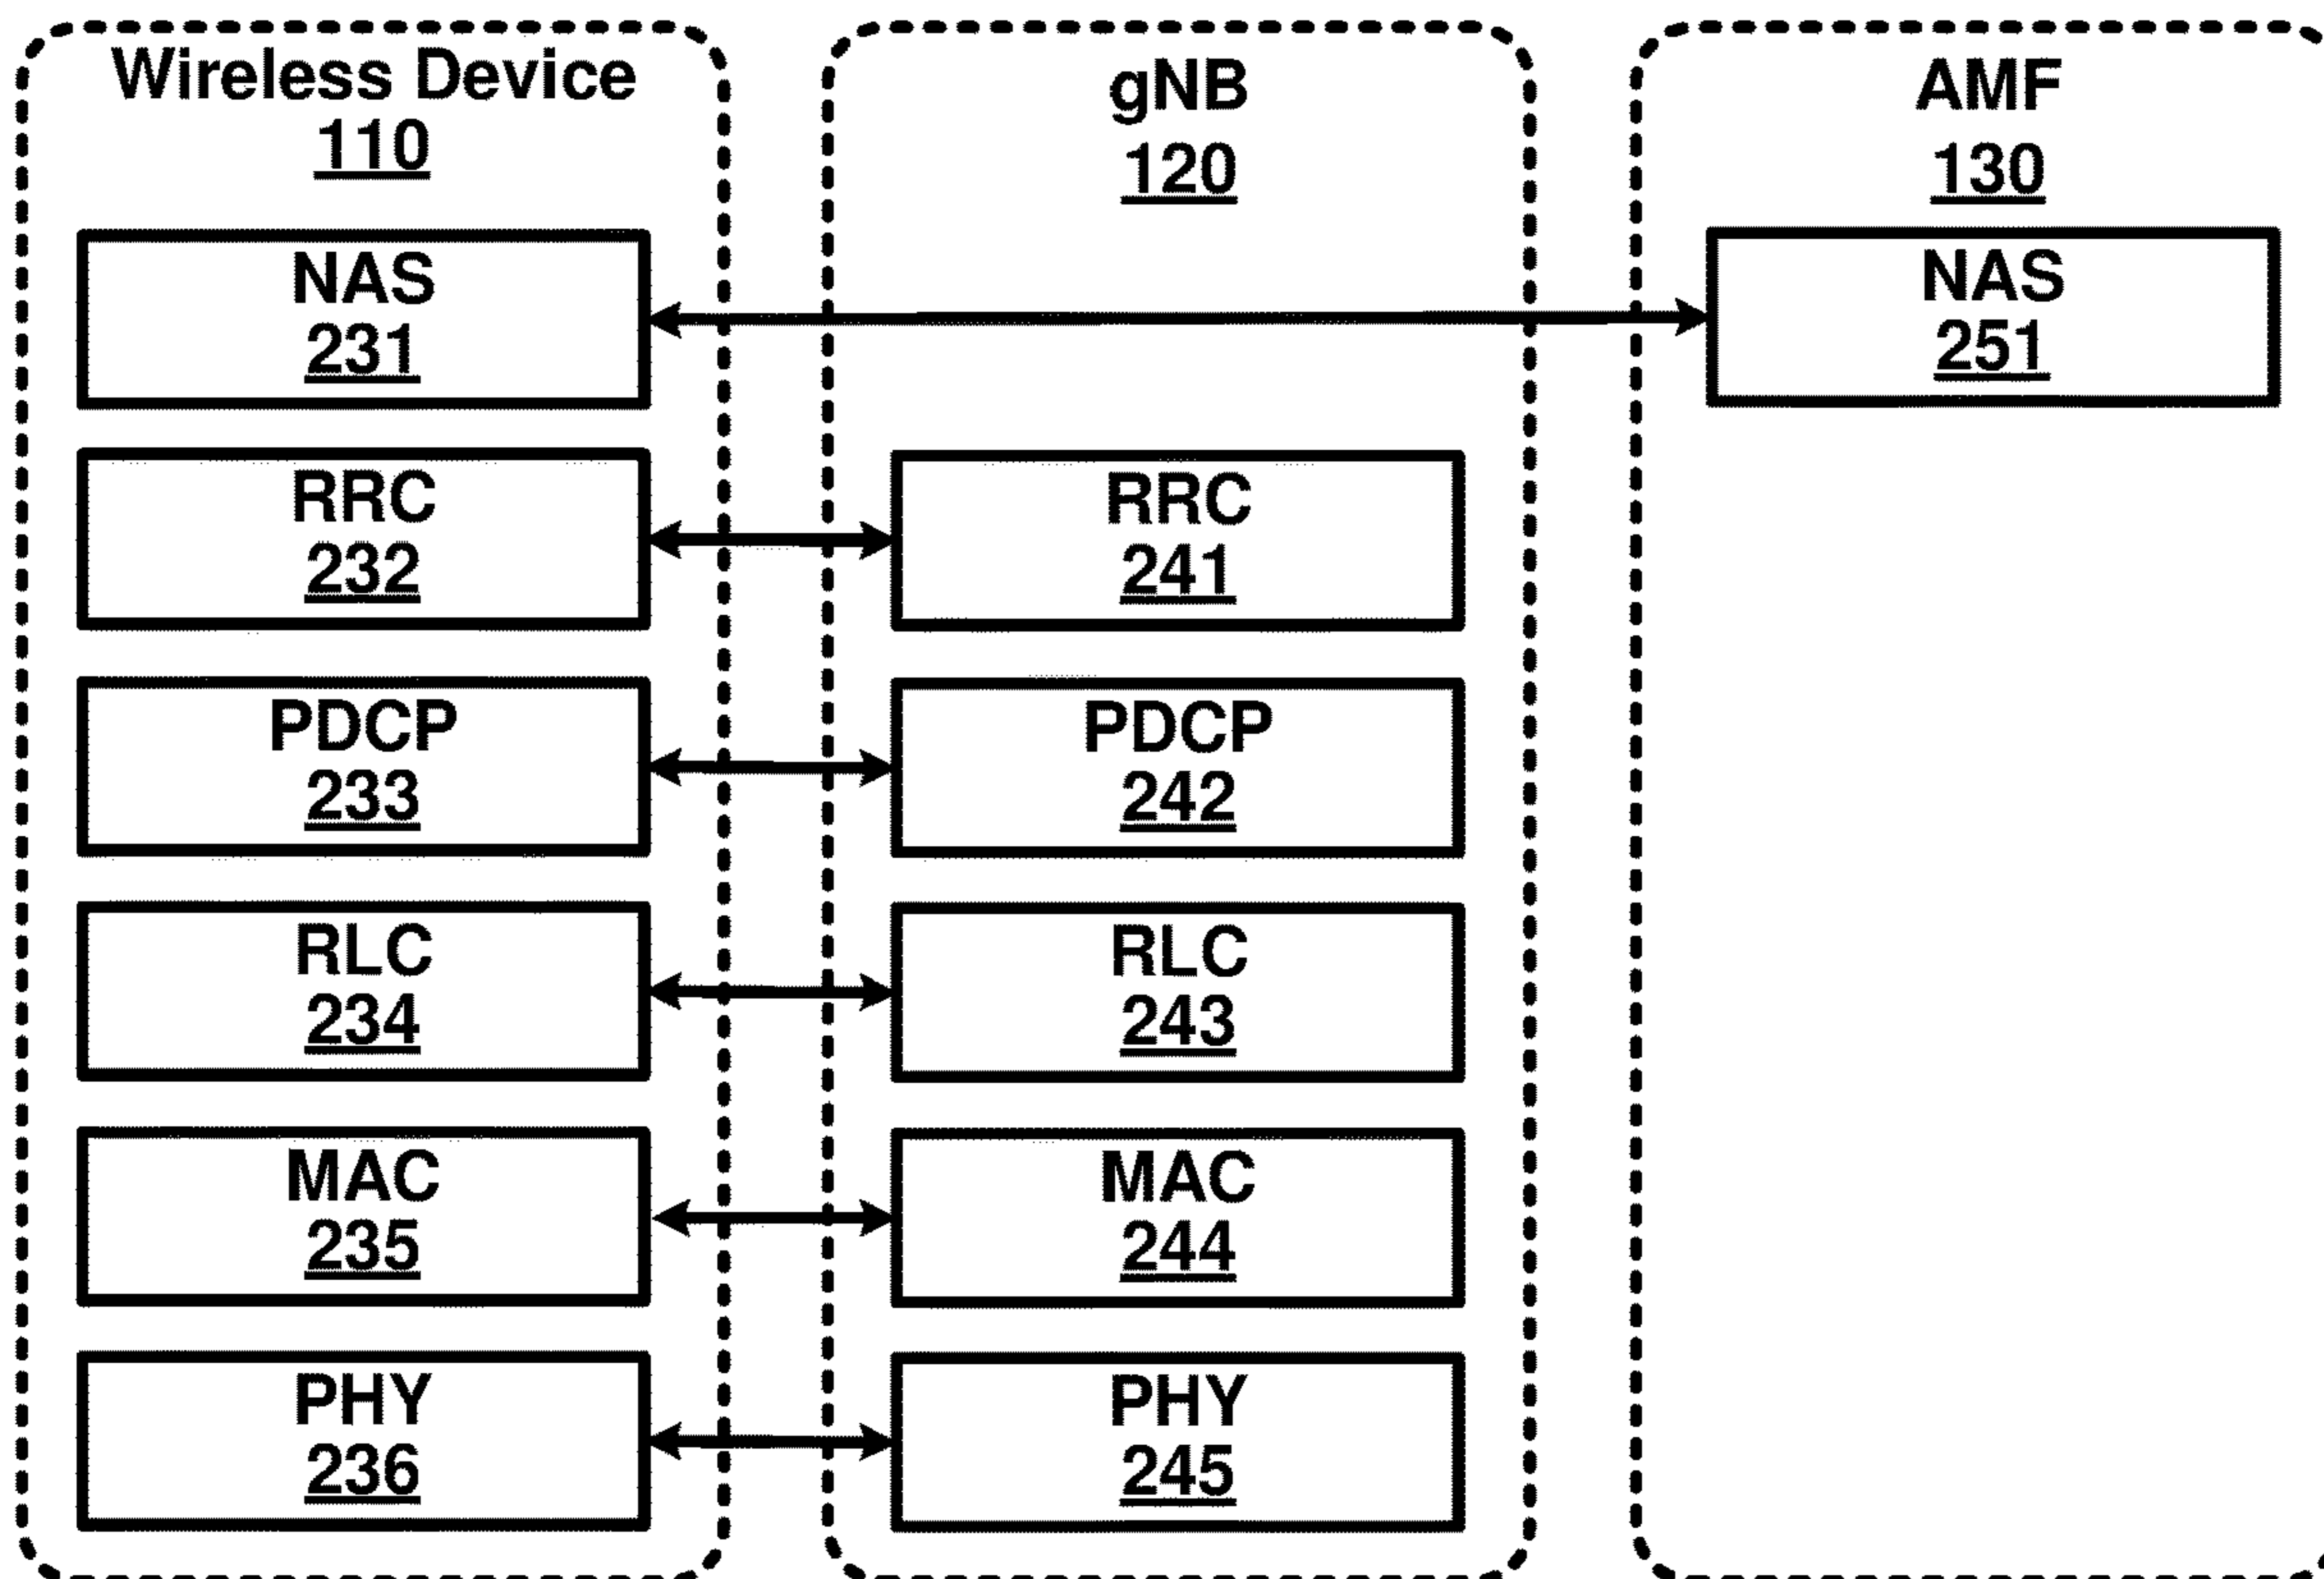 Wireless Device
110
gNB
120
AMF
130
NAS
231
NAS
251
RRC
232
RRC
241
PDCP
233
PDCP
242
RLC
234
RLC
243
MAC
235
MAC
244
PHY
236
PHY
245